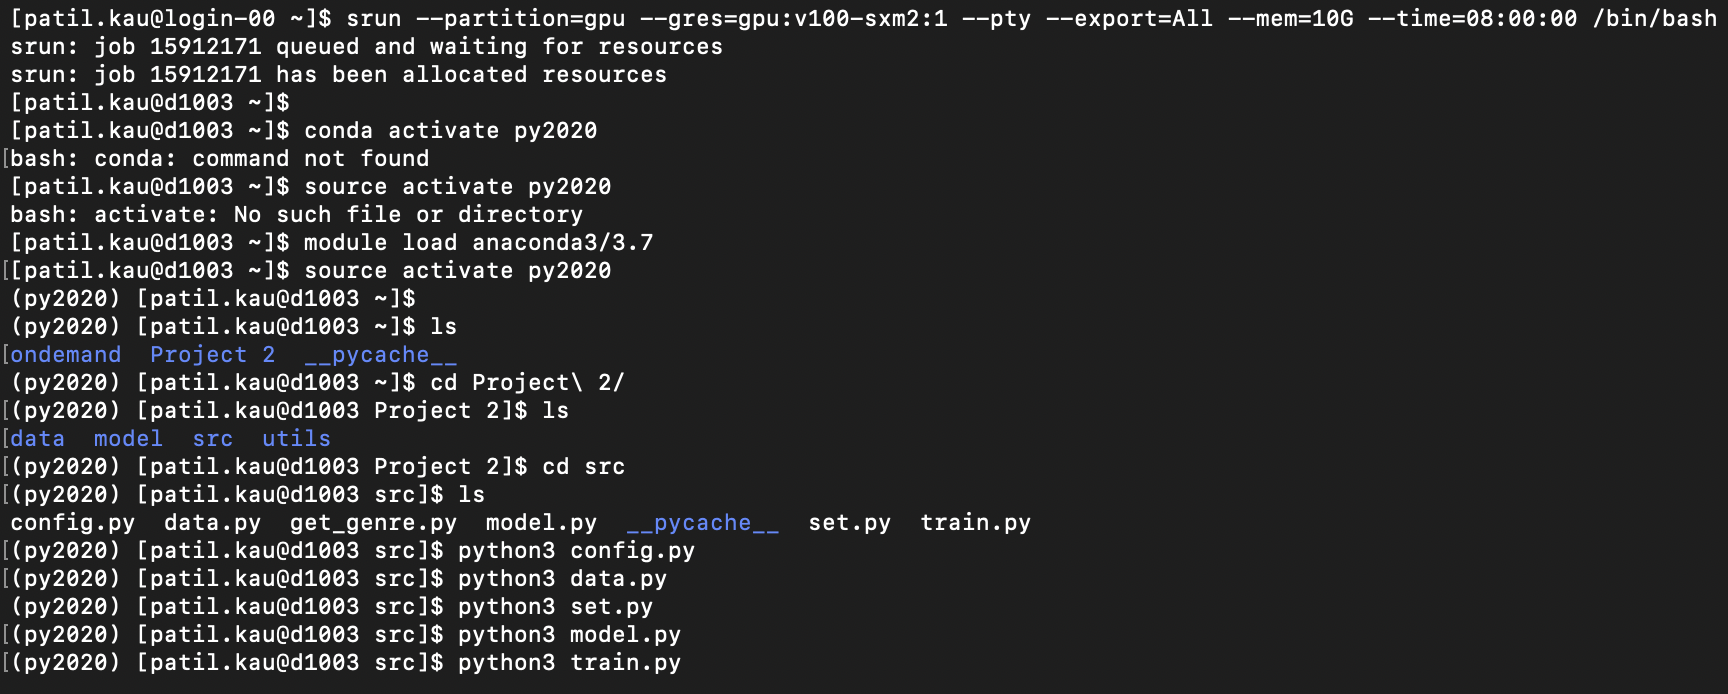 [patil.kau@login-00 ~]$ srun --partition=gpu --gres=gpu:v100-sxm2:1 --pty --export=All --mem=10G --time=08:00:00 /bin/bash
srun: job 15912171 queued and waiting for resources
srun: job 15912171 has been allocated resources
[patil.kau@d1003 ~]$
[patil.kau@d1003 ~]$ conda activate py2020
[bash: conda: command not found
[patil.kau@d1003 ~]$ source activate py2020
bash: activate: No such file or directory
[patil.kau@d1003 ~]$ module load anaconda3/3.7
[[patil.kau@d1003 ~]$ source activate py2020
(py2020) [patil.kau@d1003 ~]$
(py2020) [patil.kau@d1003 ~]$ ls
[ondemand  Project 2  __pycache__
(py2020) [patil.kau@d1003 ~]$ cd Project\ 2/
[(py2020) [patil.kau@d1003 Project 2]$ ls
[data  model  src  utils
[(py2020) [patil.kau@d1003 Project 2]$ cd src
[(py2020) [patil.kau@d1003 src]$ ls
config.py  data.py  get_genre.py  model.py  __pycache__  set.py  train.py
[(py2020) [patil.kau@d1003 src]$ python3 config.py
[(py2020) [patil.kau@d1003 src]$ python3 data.py
(py2020) [patil.kau@d1003 src]$ python3 set.py
[(py2020) [patil.kau@d1003 src]$ python3 model.py
[(py2020) [patil.kau@d1003 src]$ python3 train.py